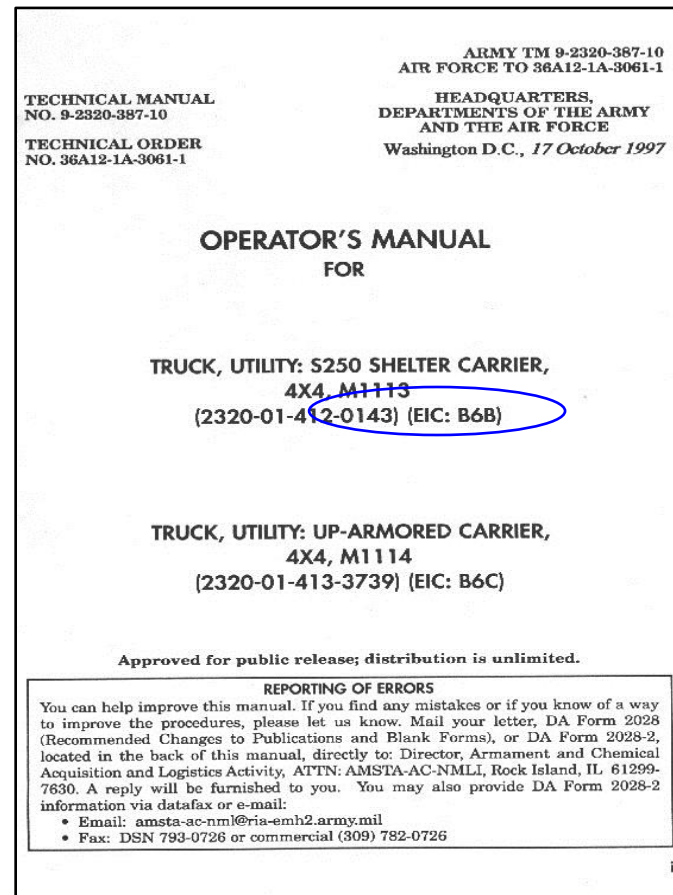 ARMY TM 9-2320-387-10
AIR FORCE TO 36A12-1A-3061-1
TECHNICAL MANUAL
NO. 9-2320-387-10
TECHNICAL ORDER
NO. 36A12-1A-3061-1
HEADQUARTERS,
DEPARTMENTS OF THE ARMY
AND THE AIR FORCE
Washington D.C., 17 October 1997
OPERATOR'S MANUAL
FOR
TRUCK, UTILITY: S250 SHELTER CARRIER,
4X4, M1113
(2320-01-412-0143) (EIC: B6B)
TRUCK, UTILITY: UP-ARMORED CARRIER,
4X4, M1114
(2320-01-413-3739) (EIC: B6C)
Approved for public release; distribution is unlimited.
REPORTING OF ERRORS
You can help improve this manual. If you find any mistakes or if you know of a way
to improve the procedures, please let us know. Mail your letter, DA Form 2028
(Recommended Changes to Publications and Blank Forms), or DA Form 2028-2,
located in the back of this manual, directly to: Director, Armament and Chemical
Acquisition and Logistics Activity, ATTN: AMSTA-AC-NMLI, Rock Island, IL 61299-
7630. A reply will be furnished to you. You may also provide DA Form 2028-2
information via datafax or e-mail:
• Email: amsta-ac-nml@ria-emh2.army.mil
• Fax: DSN 793-0726 or commercial (309) 782-0726
i